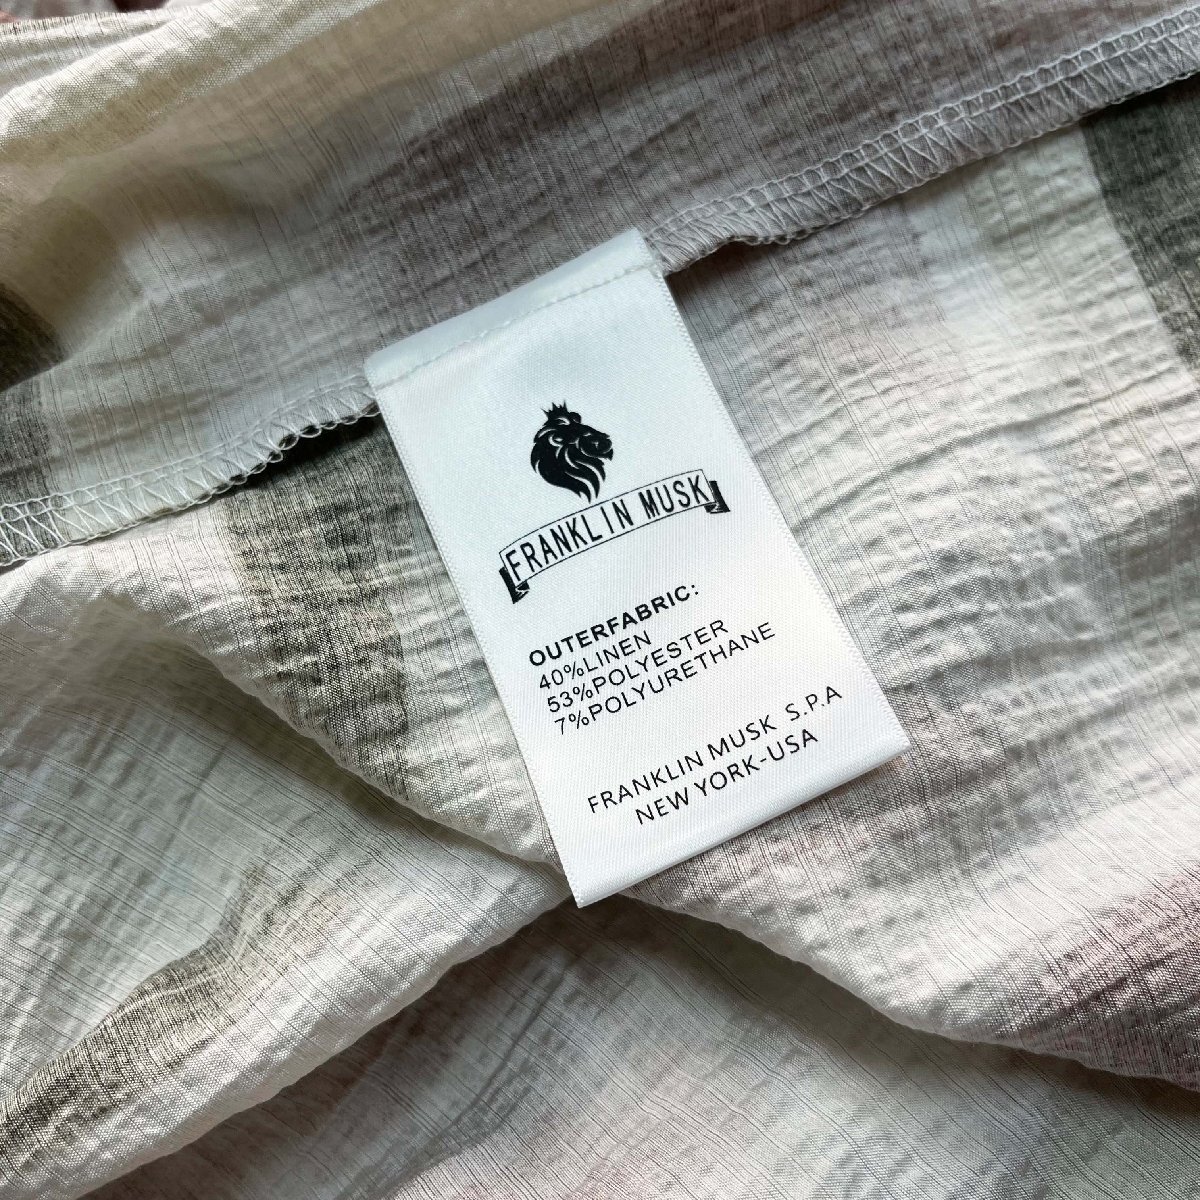 FRANKLIN MUSK
OUTERFABRIC:
40%LINEN
53%POLYESTER
7%POLYURETHANE
FRANKLIN MUSK S.P.A
NEW YORK-USA